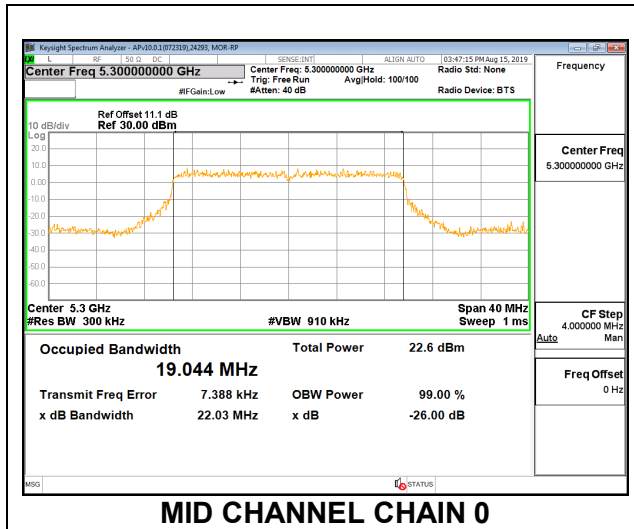 Keysight Spectrum Analyzer - APv10.0.1(072319),24293, MOR-RP
L RF 50 Ω DC SENSE:INT ALIGN AUTO 03:47:15 PM Aug 15, 2019
Center Freq 5.300000000 GHz
Center Freq: 5.300000000 GHz
Radio Std: None
Trig: Free Run Avg|Hold: 100/100
#IFGain:Low #Atten: 40 dB Radio Device: BTS
Frequency
Ref Offset 11.1 dB
10 dB/div Ref 30.00 dBm
Log
20.0
10.0
0.00
-10.0
-20.0
-30.0
-40.0
-50.0
-60.0
Center 5.3 GHz Span 40 MHz
#Res BW 300 kHz #VBW 910 kHz Sweep 1 ms
Center Freq
5.300000000 GHz
CF Step
4.000000 MHz
Auto Man
Freq Offset
0 Hz
Occupied Bandwidth Total Power 22.6 dBm
19.044 MHz
Transmit Freq Error 7.388 kHz OBW Power 99.00 %
x dB Bandwidth 22.03 MHz x dB -26.00 dB
MSG STATUS
MID CHANNEL CHAIN 0